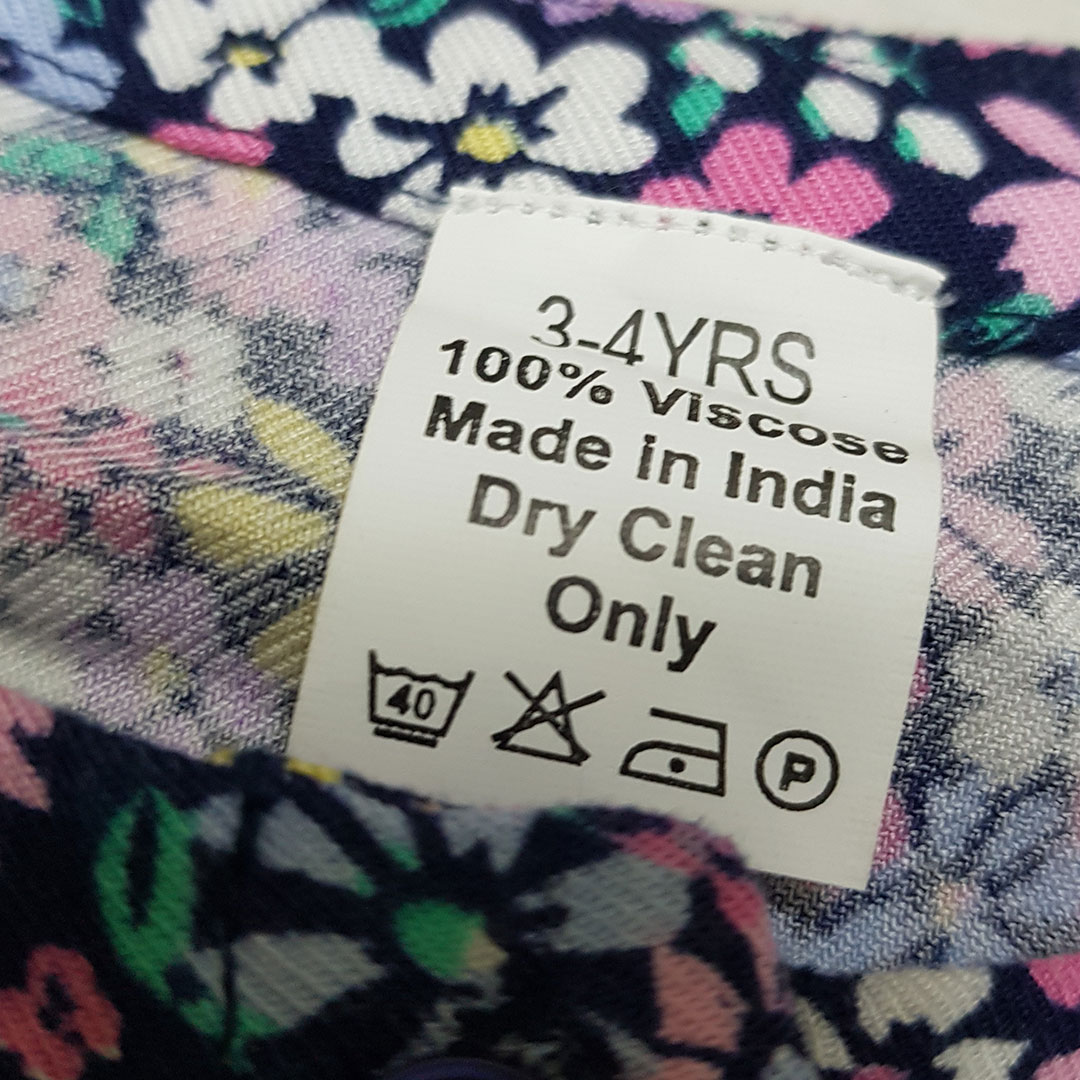 3-4YRS
100% Viscose
Made in India
Dry Clean
Only
40
P